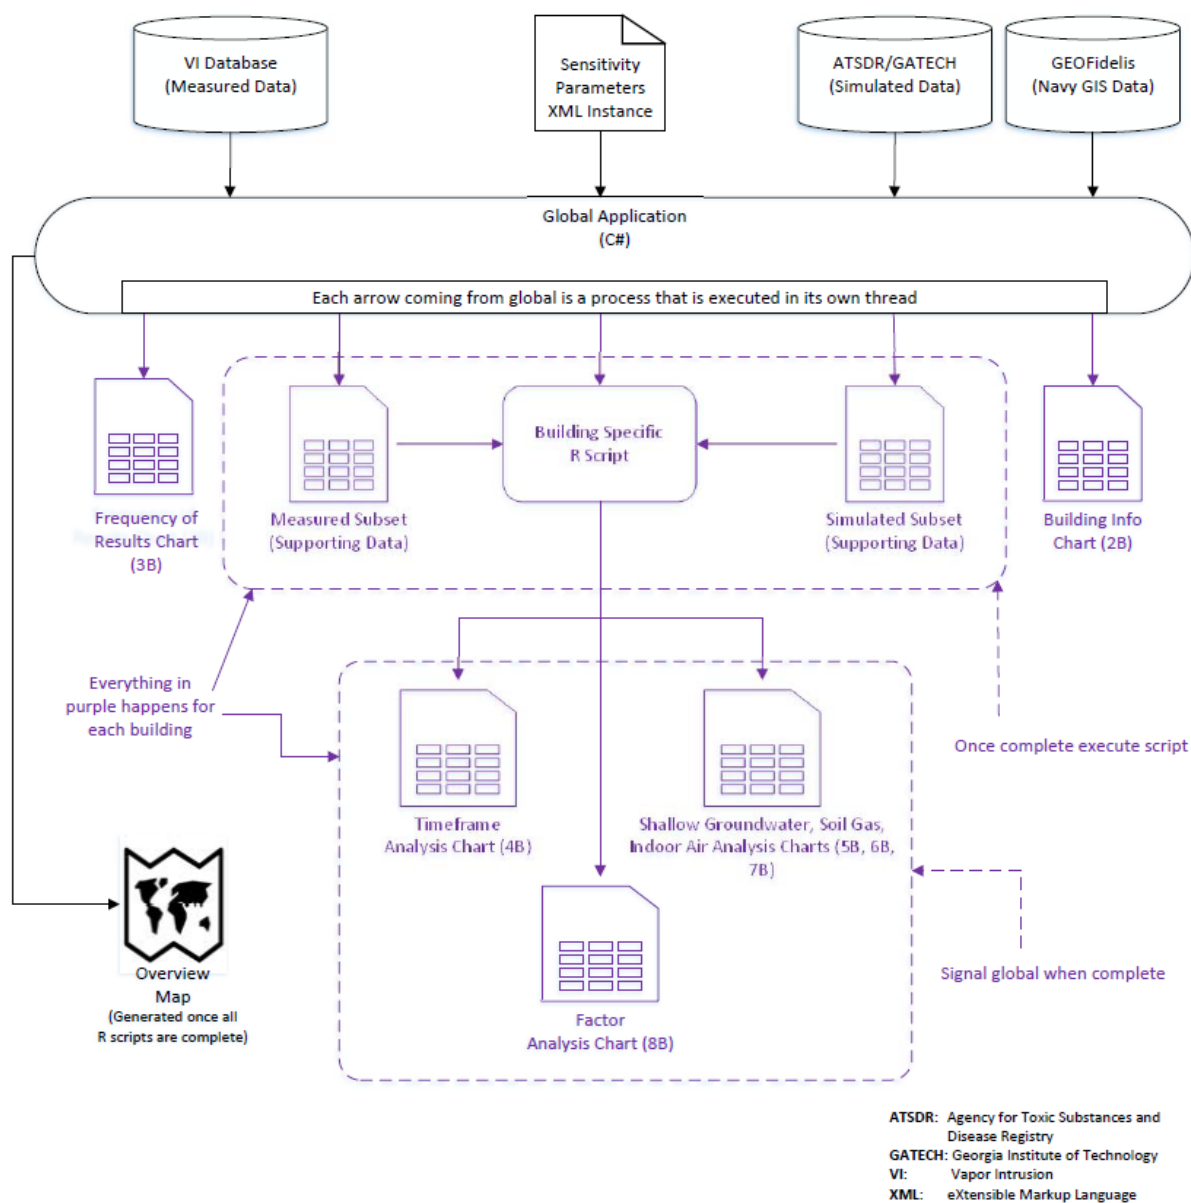 VI Database
(Measured Data)
Sensitivity
Parameters
XML Instance
ATSDR/GATECH
(Simulated Data)
GEOFidelis
(Navy GIS Data)
Global Application
(C#)
Each arrow coming from global is a process that is executed in its own thread
Building Specific
R Script
Frequency of
Results Chart
(3B)
Measured Subset
(Supporting Data)
Simulated Subset
(Supporting Data)
Building Info
Chart (2B)
Everything in
purple happens for
each building
Once complete execute script
Timeframe
Analysis Chart (4B)
Shallow Groundwater, Soil Gas,
Indoor Air Analysis Charts (5B, 6B,
7B)
Overview
Map
(Generated once all
R scripts are complete)
Signal global when complete
Factor
Analysis Chart (8B)
ATSDR: Agency for Toxic Substances and
Disease Registry
GATECH: Georgia Institute of Technology
VI: Vapor Intrusion
XML: eXtensible Markup Language